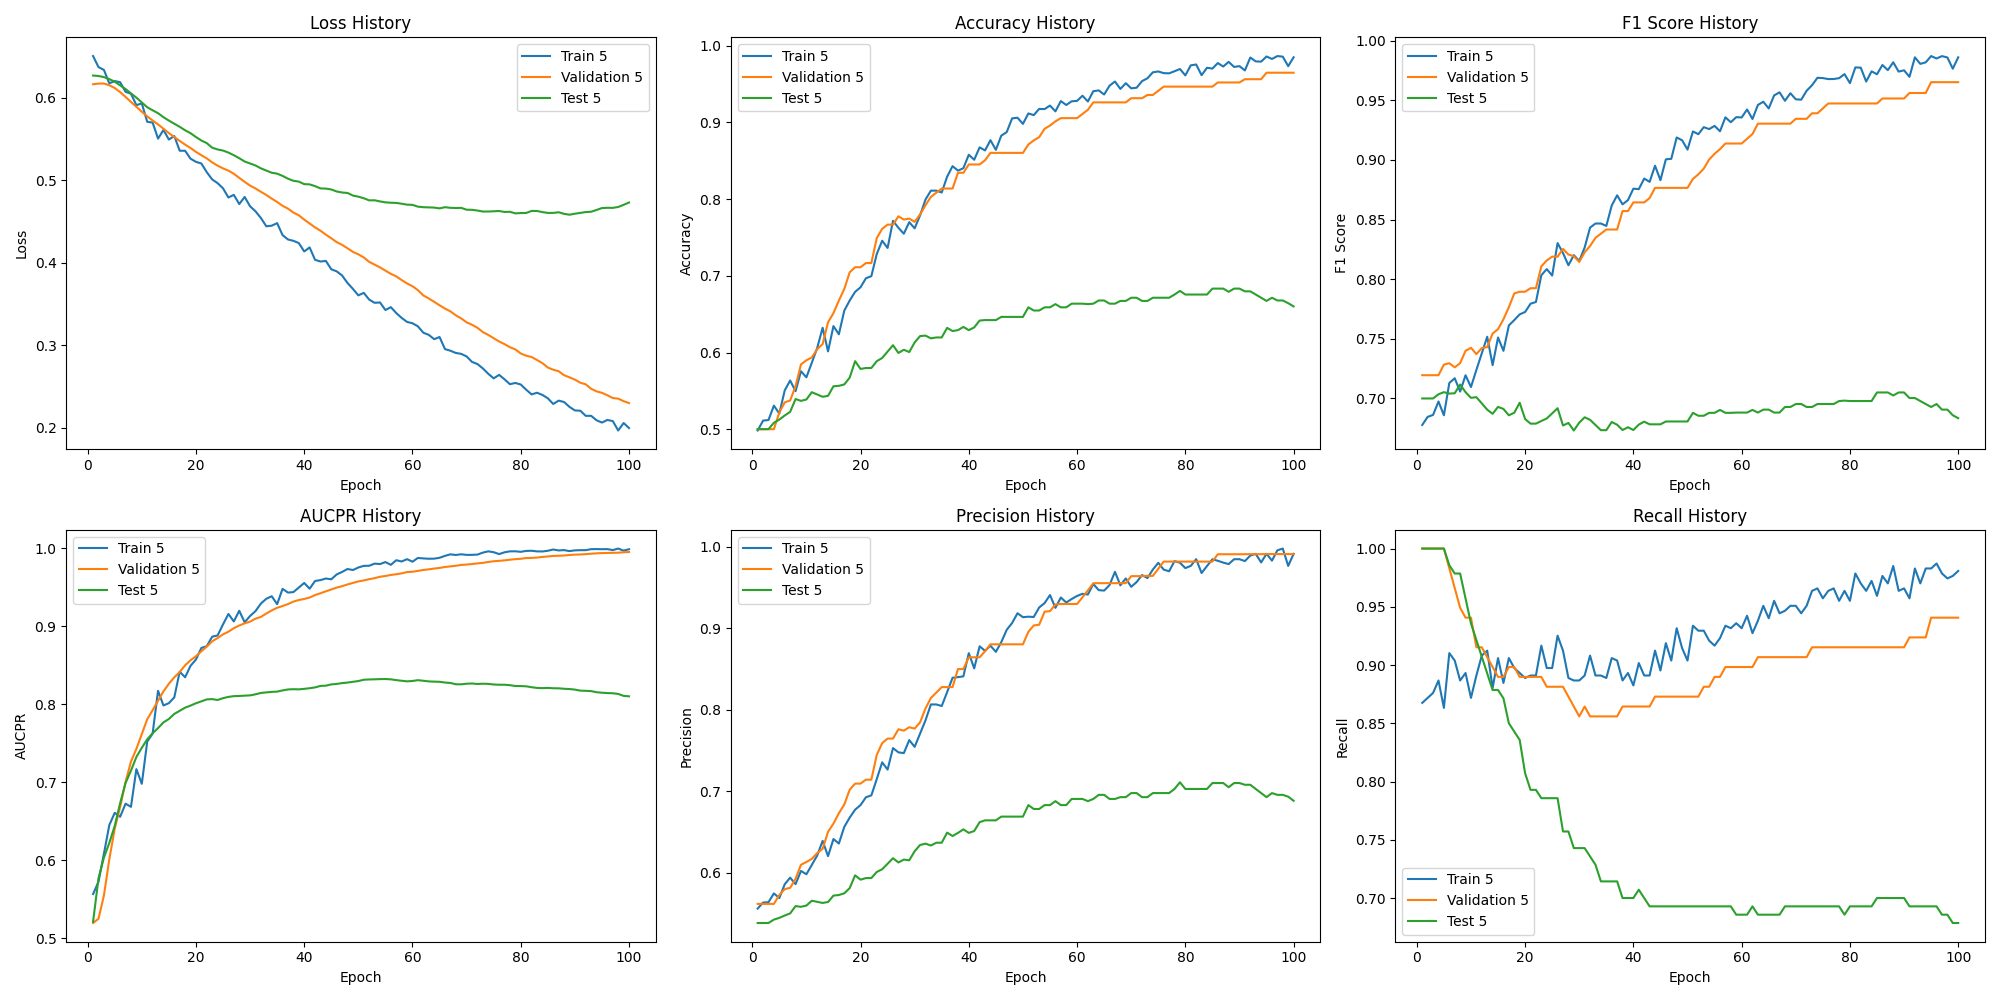 Loss History
Loss
0.6
0.5
0.4
0.3
0.2
Train 5
Validation 5
Test 5
0 20 40 60 80 100
Epoch
Accuracy History
Accuracy
1.0
0.9
0.8
0.7
0.6
0.5
Train 5
Validation 5
Test 5
0 20 40 60 80 100
Epoch
F1 Score History
F1 Score
1.00
0.95
0.90
0.85
0.80
0.75
0.70
Train 5
Validation 5
Test 5
0 20 40 60 80 100
Epoch
AUCPR History
AUCPR
1.0
0.9
0.8
0.7
0.6
0.5
Train 5
Validation 5
Test 5
0 20 40 60 80 100
Epoch
Precision History
Precision
1.0
0.9
0.8
0.7
0.6
Train 5
Validation 5
Test 5
0 20 40 60 80 100
Epoch
Recall History
Recall
1.00
0.95
0.90
0.85
0.80
0.75
0.70
Train 5
Validation 5
Test 5
0 20 40 60 80 100
Epoch